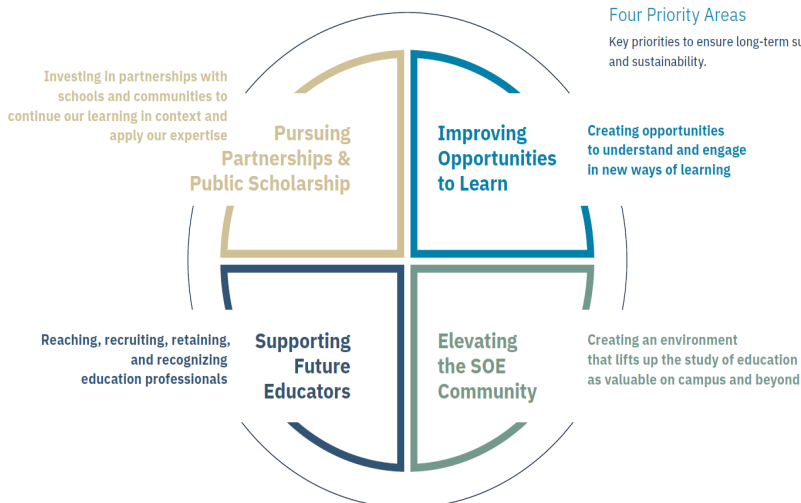 Four Priority Areas
Key priorities to ensure long-term
and sustainability.
Investing in partnerships with
schools and communities to
continue our learning in context and
apply our expertise
Pursuing
Partnerships &
Public Scholarship
Improving
Opportunities
to Learn
Creating opportunities
to understand and engage
in new ways of learning
Reaching, recruiting, retaining,
and recognizing
education professionals
Supporting
Future
Educators
Elevating
the SOE
Community
Creating an environment
that lifts up the study of education
as valuable on campus and beyond